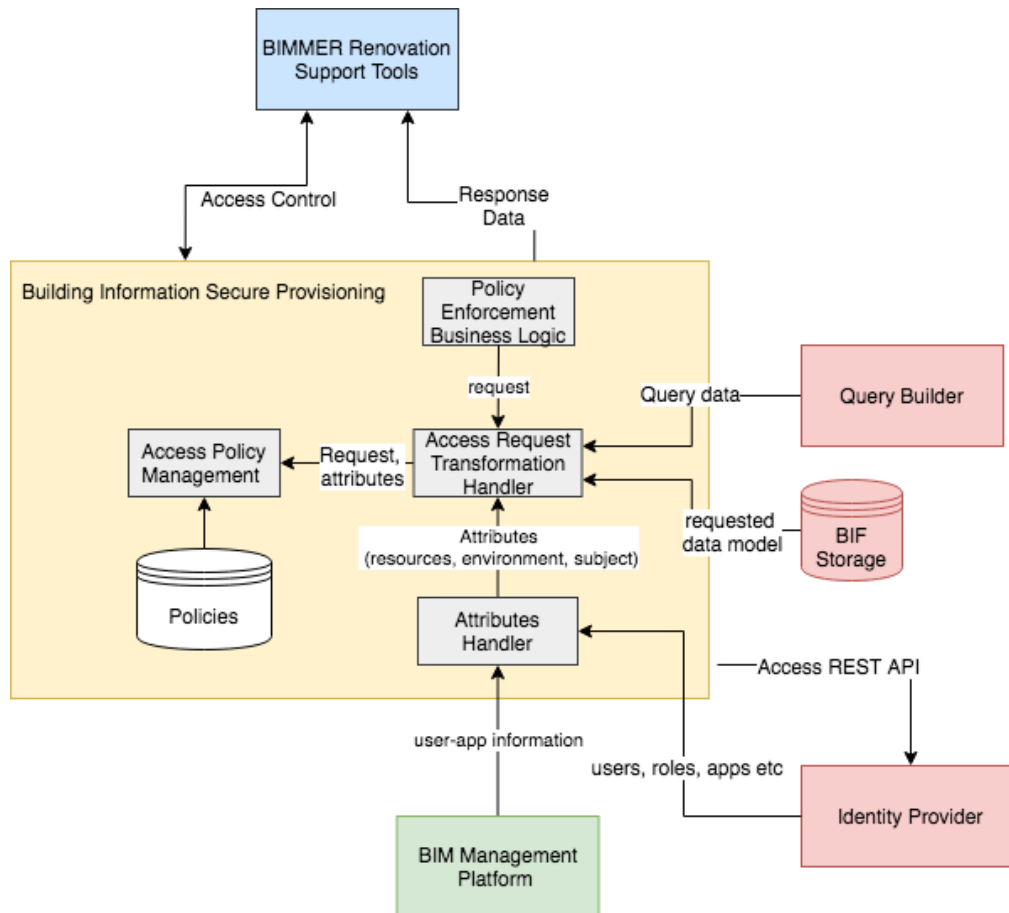 BIMMER Renovation
Support Tools
Access Control
Response
Data
Building Information Secure Provisioning
Policy
Enforcement
Business Logic
request
Query data
Query Builder
Access Policy
Management
Request,
attributes
Access Request
Transformation
Handler
requested
data model
BIF
Storage
Attributes
(resources, environment, subject)
Policies
Attributes
Handler
Access REST API
user-app information
users, roles, apps etc
Identity Provider
BIM Management
Platform